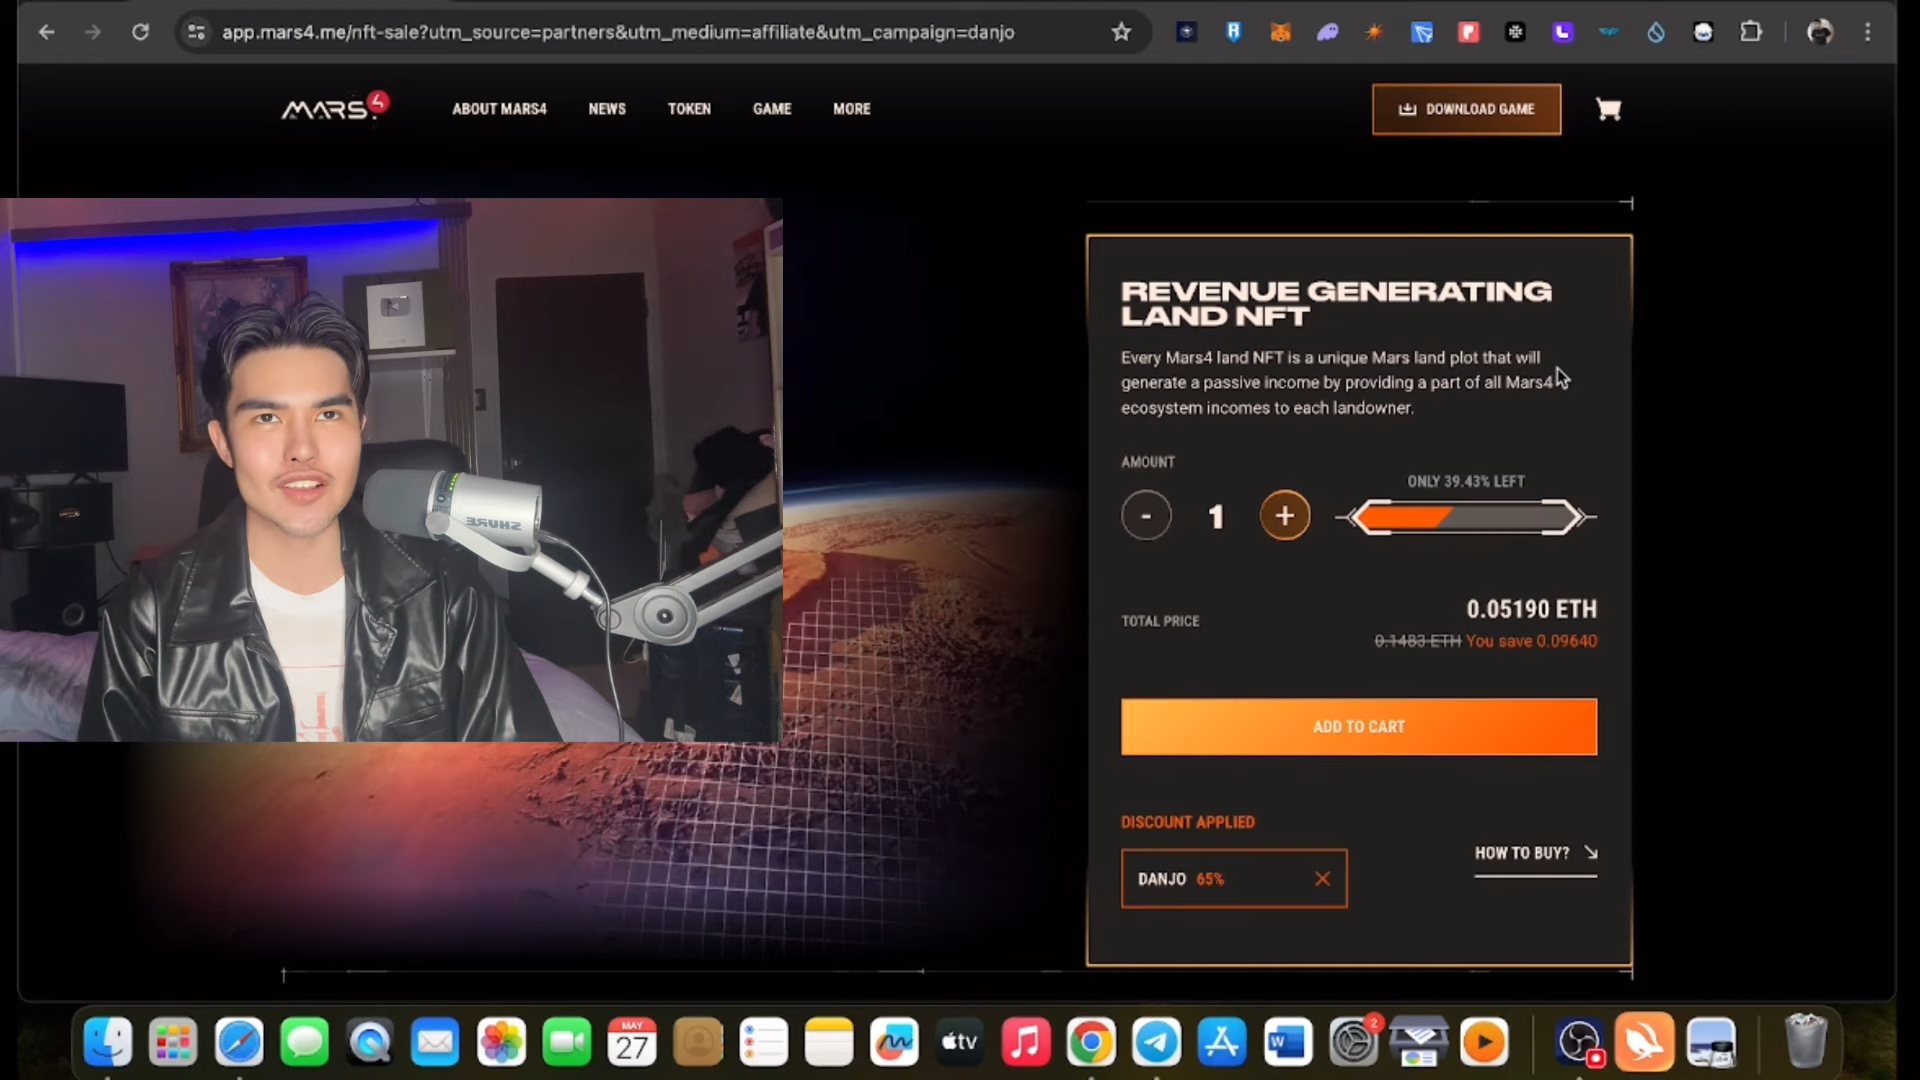 app.mars4.me/nft-sale?utm_source=partners&utm_medium=affiliate&utm_campaign=danjo
MARS4
ABOUT MARS4
NEWS
TOKEN
GAME
MORE
DOWNLOAD GAME
REVENUE GENERATING
LAND NFT
Every Mars4 land NFT is a unique Mars land plot that will
generate a passive income by providing a part of all Mars4
ecosystem incomes to each landowner.
AMOUNT
ONLY 39.43% LEFT
-
1
+
TOTAL PRICE
0.05190 ETH
0.1483 ETH You save 0.09640
ADD TO CART
DISCOUNT APPLIED
HOW TO BUY?
DANJO 65%
SHURE
MAY
27
tv
W
2